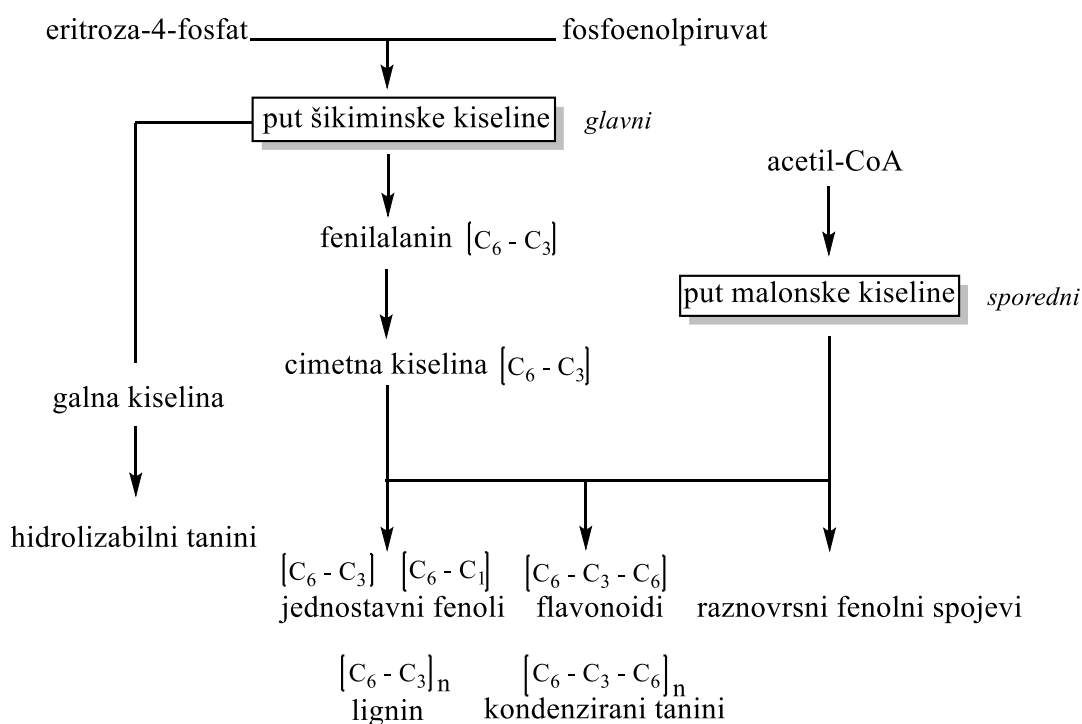 eritroza-4-fosfat fosfoenolpiruvat
put šikiminske kiseline glavni
acetil-CoA
fenilalanin [C6 - C3]
put malonske kiseline sporedni
cimetna kiselina [C6 - C3]
galna kiselina
hidrolizabilni tanini
[C6 - C3] [C6 - C1] [C6 - C3 - C6]
jednostavni fenoli flavonoidi raznovrsni fenolni spojevi
[C6 - C3]n [C6 - C3 - C6]n
lignin kondenzirani tanini